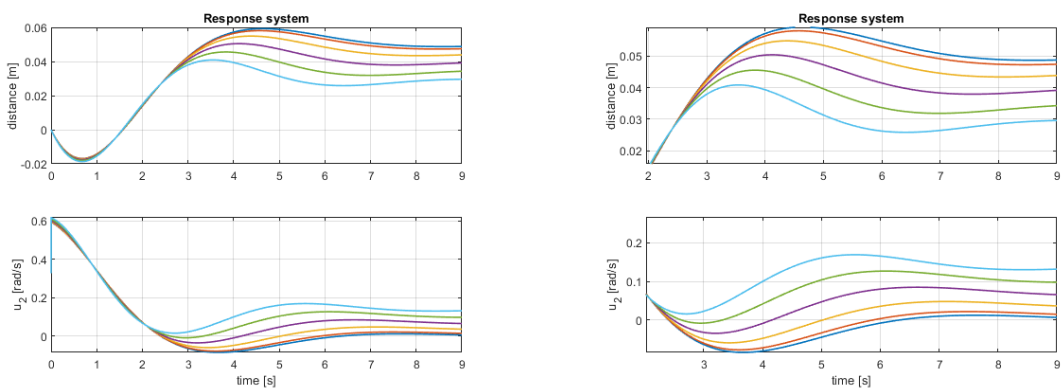 Response system
distance [m]
0.06
0.04
0.02
0
-0.02
0 1 2 3 4 5 6 7 8 9
u2 [rad/s]
0.6
0.4
0.2
0
0 1 2 3 4 5 6 7 8 9
time [s]
Response system
distance [m]
0.05
0.04
0.03
0.02
2 3 4 5 6 7 8 9
u2 [rad/s]
0.2
0.1
0
3 4 5 6 7 8 9
time [s]